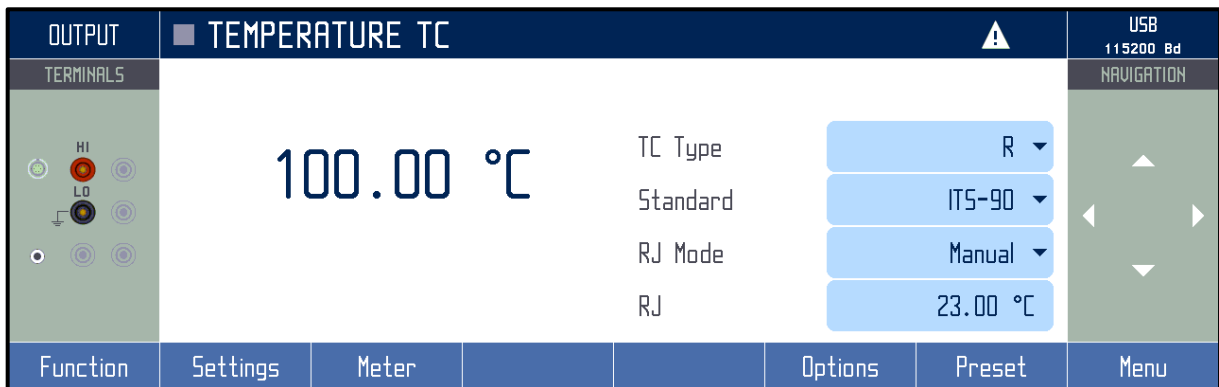 OUTPUT
TEMPERATURE TC
USB
115200 Bd
TERMINALS
NAVIGATION
HI
LO
100.00 °C
TC Type R
Standard ITS-90
RJ Mode Manual
RJ 23.00 °C
Function Settings Meter Options Preset Menu